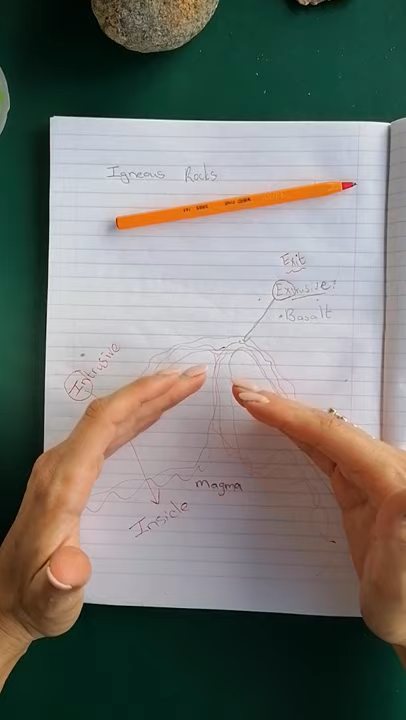 Igneous Rocks
Exit
Extrusive:
• Basalt
Intrusive
magma
Inside